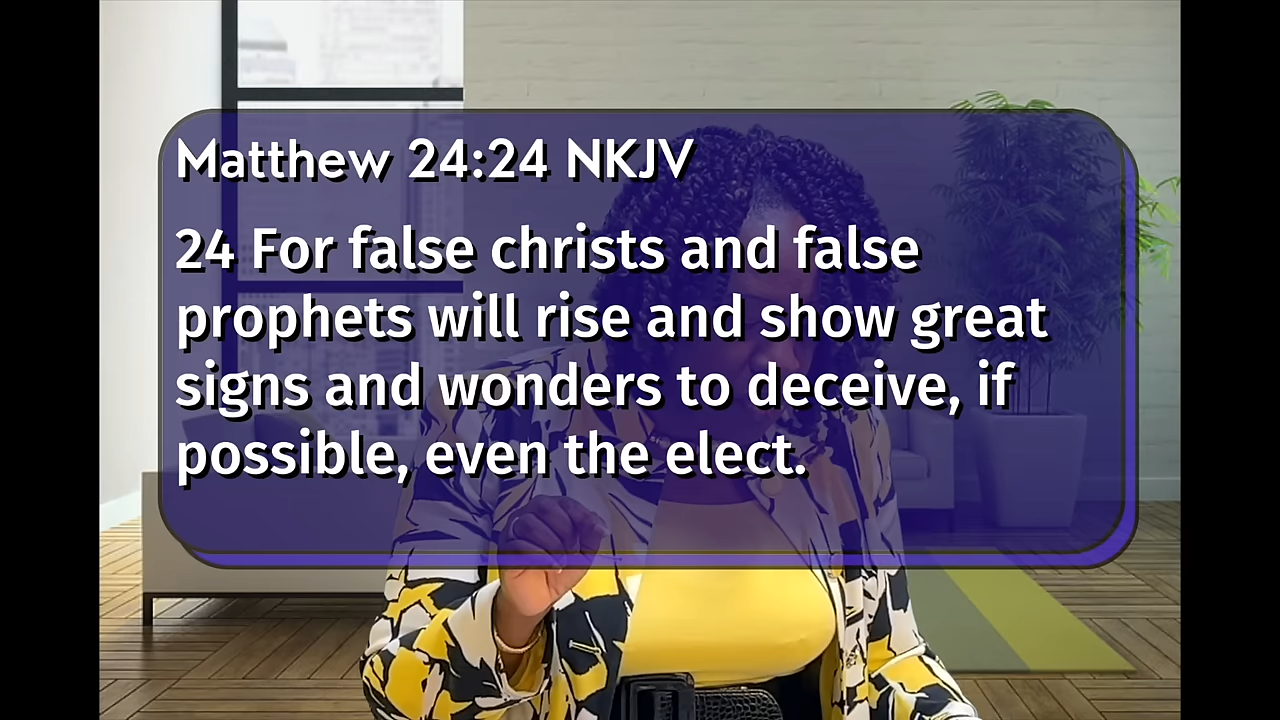 Matthew 24:24 NKJV
24 For false christs and false
prophets will rise and show great
signs and wonders to deceive, if
possible, even the elect.